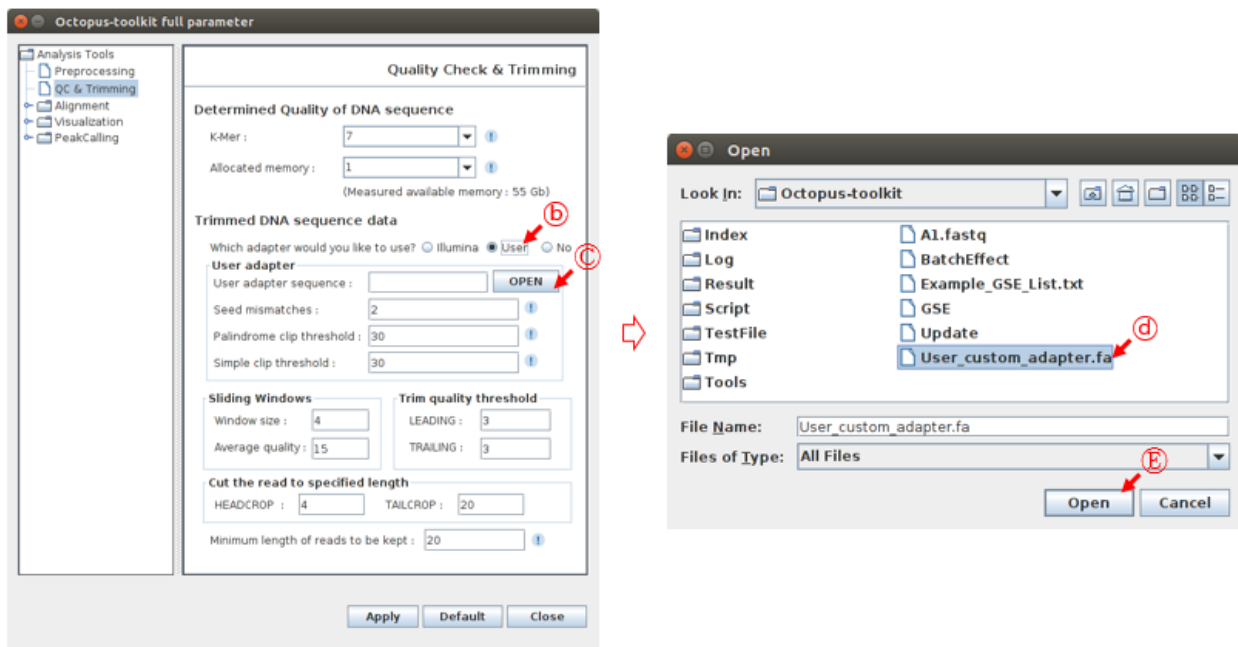 Octopus-toolkit full parameter
Analysis Tools
Preprocessing
QC & Trimming
Alignment
Visualization
PeakCalling
Quality Check & Trimming
Determined Quality of DNA sequence
K-Mer : 7
Allocated memory : 1
(Measured available memory : 55 Gb)
Trimmed DNA sequence data
ⓑ
Which adapter would you like to use? Illumina User No
Ⓒ
User adapter
User adapter sequence : OPEN
Seed mismatches : 2
Palindrome clip threshold : 30
Simple clip threshold : 30
Sliding Windows
Window size : 4
Average quality : 15
Trim quality threshold
LEADING : 3
TRAILING : 3
Cut the read to specified length
HEADCROP : 4 TAILCROP : 20
Minimum length of reads to be kept : 20
Apply Default Close
Open
Look In: Octopus-toolkit
Index
Log
Result
Script
TestFile
Tmp
Tools
A1.fastq
BatchEffect
Example_GSE_List.txt
GSE
Update
ⓓ
User_custom_adapter.fa
File Name: User_custom_adapter.fa
Files of Type: All Files
Ⓔ
Open Cancel